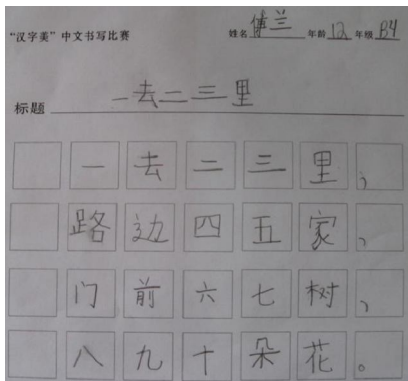 “汉字美”中文书写比赛 姓名 傅兰 年龄 12 年级 B4
标题 一去二三里
一去二三里，
路边四五家，
门前六七树，
八九十朵花。